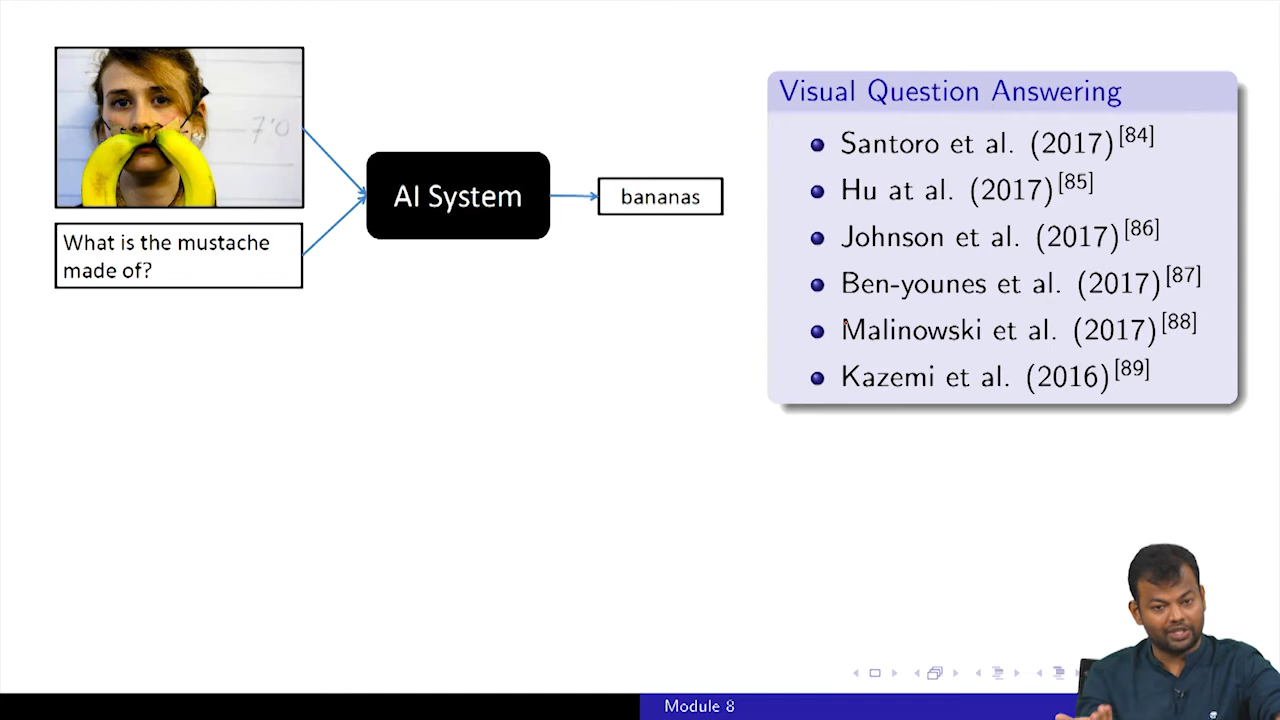 7'0
What is the mustache
made of?
AI System
bananas
Visual Question Answering
Santoro et al. (2017)[84]
Hu at al. (2017)[85]
Johnson et al. (2017)[86]
Ben-younes et al. (2017)[87]
Malinowski et al. (2017)[88]
Kazemi et al. (2016)[89]
Module 8